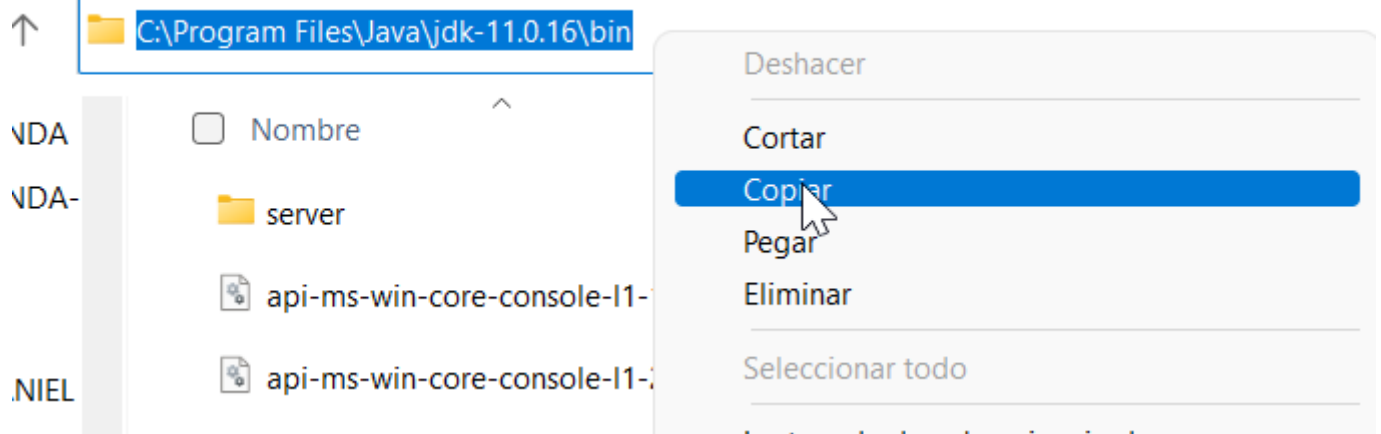 C:\Program Files\Java\jdk-11.0.16\bin
Deshacer
NDA
Nombre
Cortar
NDA-
server
Copiar
Pegar
api-ms-win-core-console-l1-
Eliminar
api-ms-win-core-console-l1-2
Seleccionar todo
NIEL